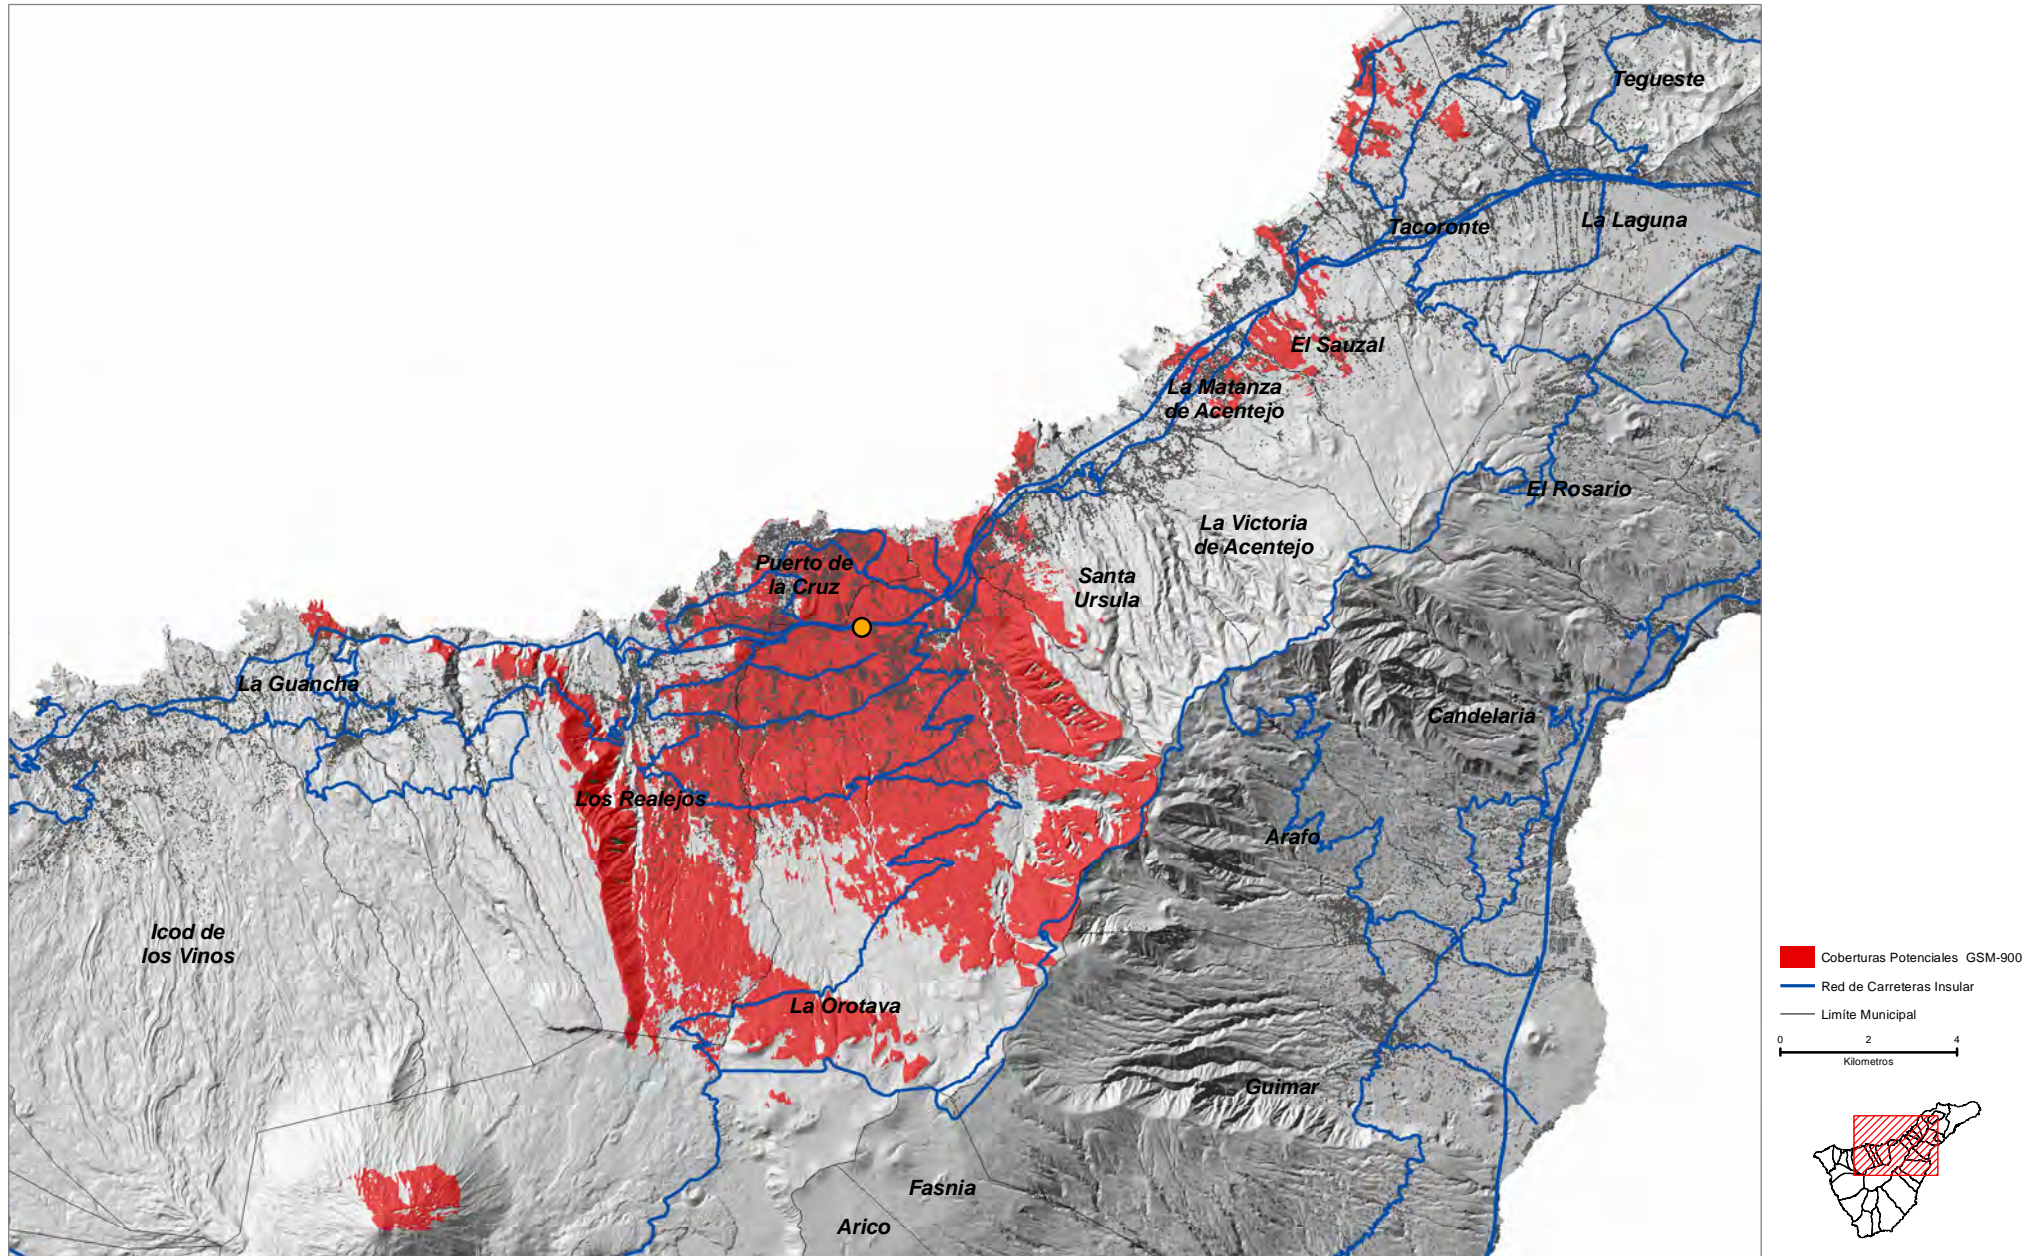 Tegueste
La Laguna
Tacoronte
El Sauzal
La Matanza
de Acentejo
El Rosario
La Victoria
de Acentejo
Puerto de
la Cruz
Santa
Ursula
La Guancha
Candelaria
Los Realejos
Arafo
Icod de
los Vinos
La Orotava
Guimar
Fasnia
Arico
Coberturas Potenciales GSM-900
Red de Carreteras Insular
Limíte Municipal
0 2 4
Kilometros